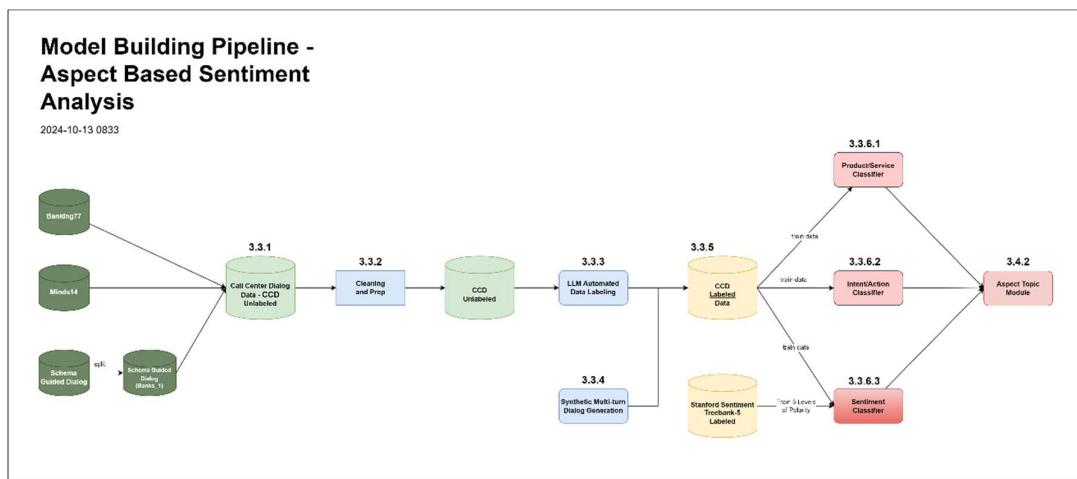 Model Building Pipeline -
Aspect Based Sentiment
Analysis
2024-10-13 0833
Banking77
Minds14
Schema
Guided Dialog
split
Schema Guided
Dialog
(Banks_1)
3.3.1
Call Center Dialog
Data - CCD
Unlabeled
3.3.2
Cleaning
and Prep
CCD
Unlabeled
3.3.3
LLM Automated
Data Labeling
3.3.4
Synthetic Multi-turn
Dialog Generation
3.3.5
CCD
Labeled
Data
Stanford Sentiment
Treebank-5
Labeled
train data
train data
train data
Train 5 Levels
of Polarity
3.3.6.1
Product/Service
Classifier
3.3.6.2
Intent/Action
Classifier
3.3.6.3
Sentiment
Classifier
3.4.2
Aspect Topic
Module